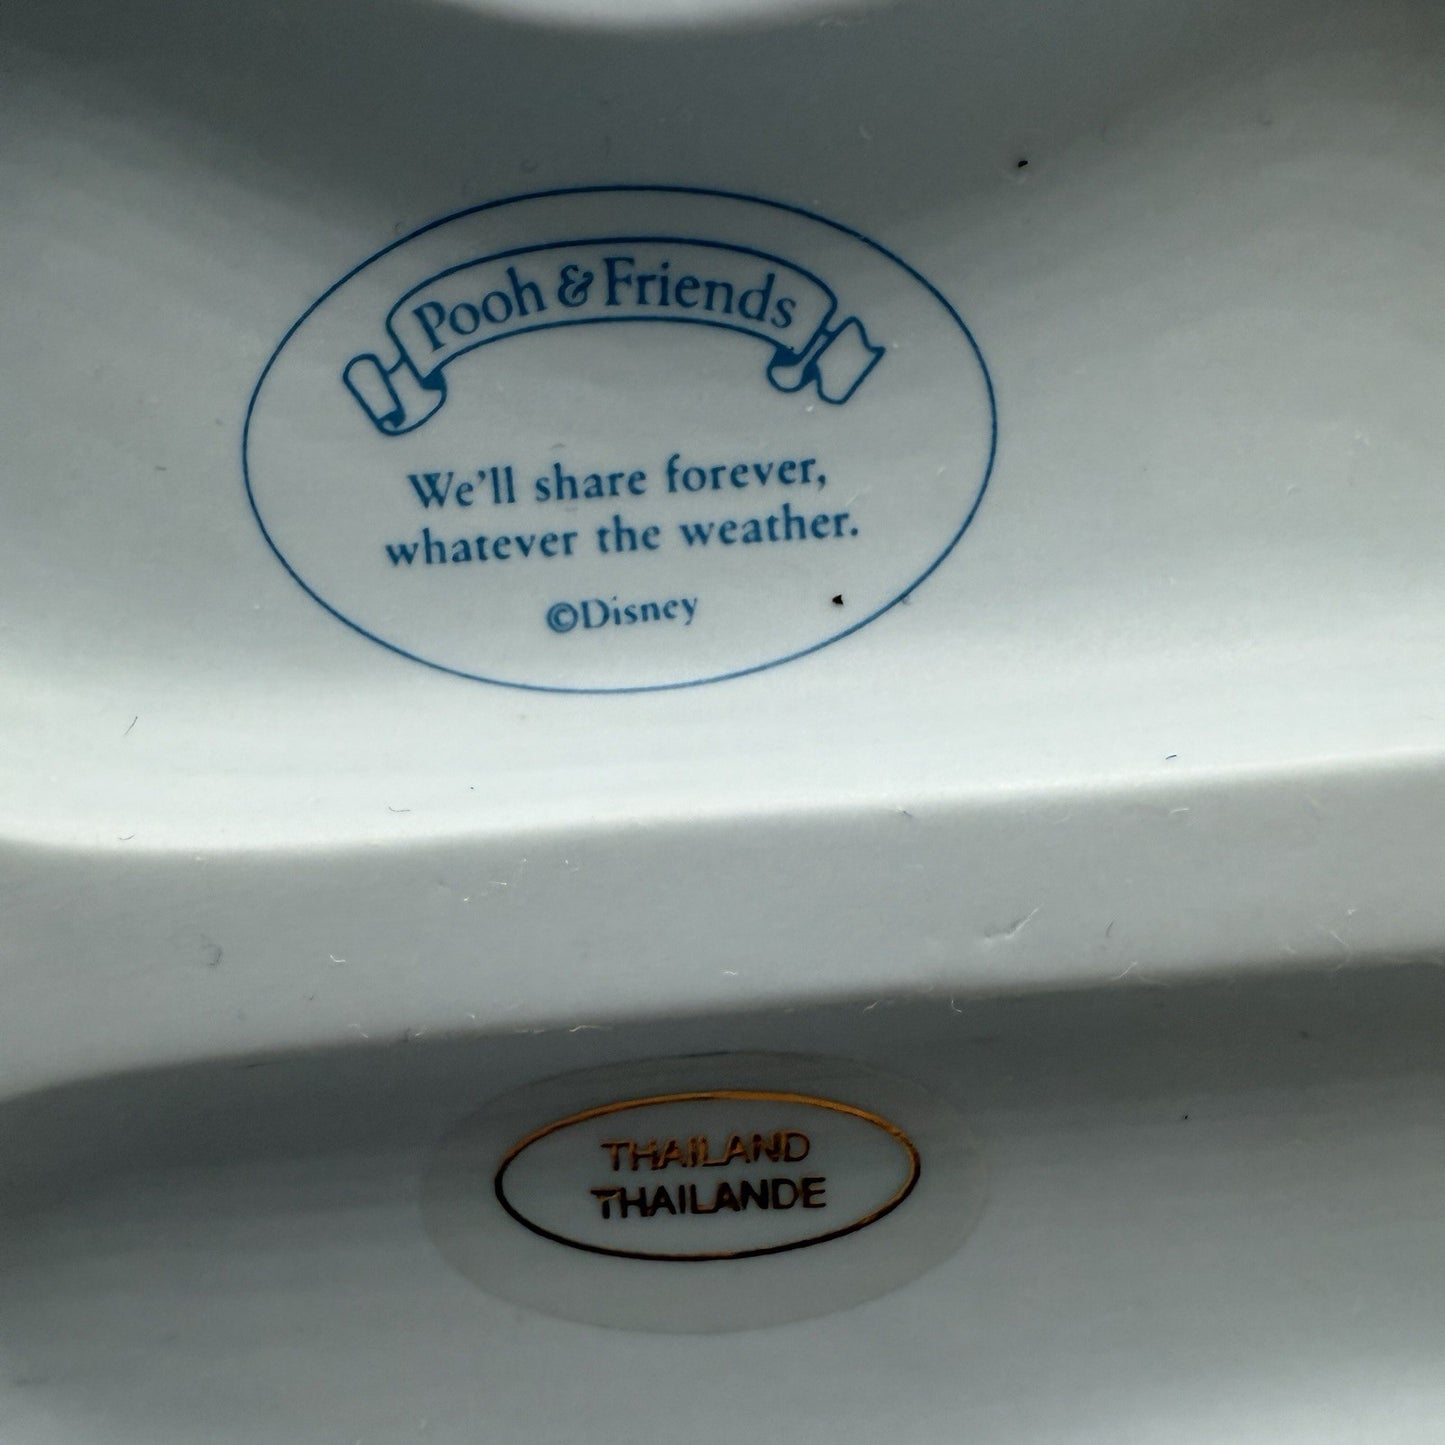 Pooh & Friends
We'll share forever,
whatever the weather.
©Disney
THAILAND
THAILANDE